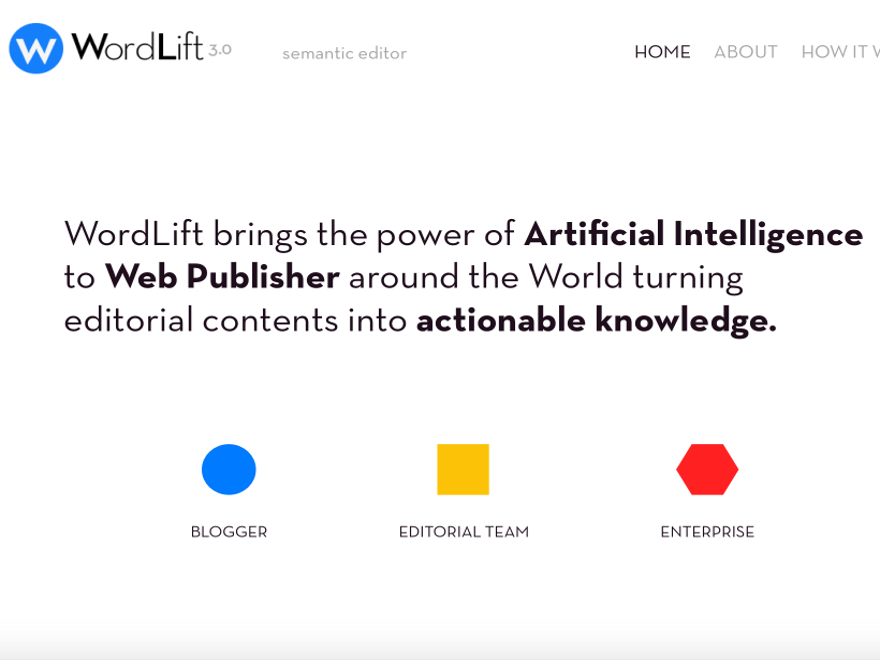 WordLift 3.0 semantic editor HOME ABOUT HOW IT
WordLift brings the power of Artificial Intelligence
to Web Publisher around the World turning
editorial contents into actionable knowledge.
BLOGGER EDITORIAL TEAM ENTERPRISE